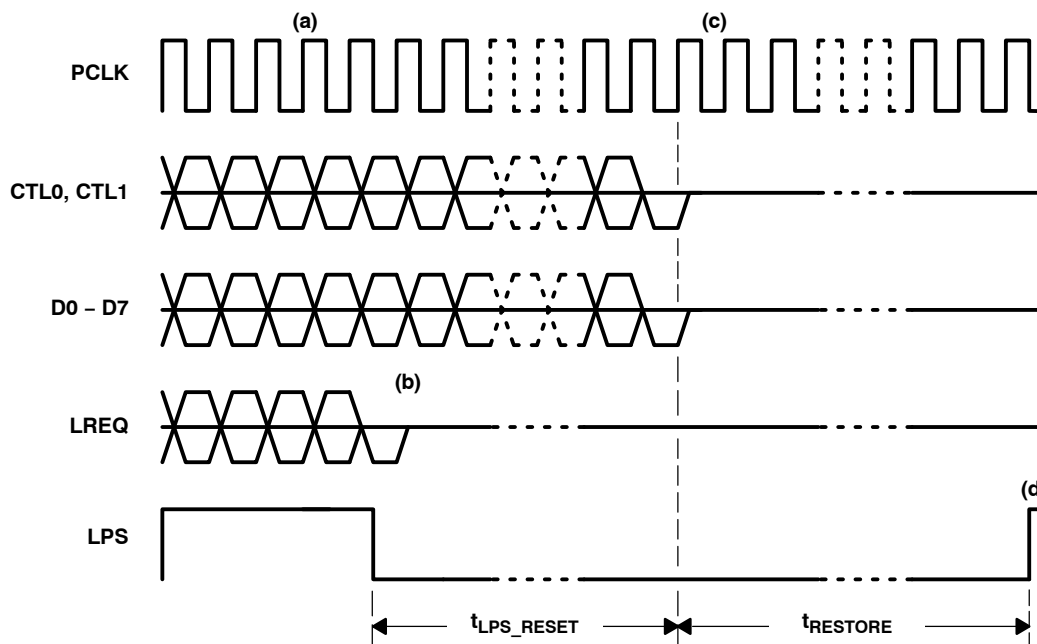 (a) (c)
PCLK
CTL0, CTL1
D0 – D7
(b)
LREQ
(d
LPS
tLPS_RESET tRESTORE